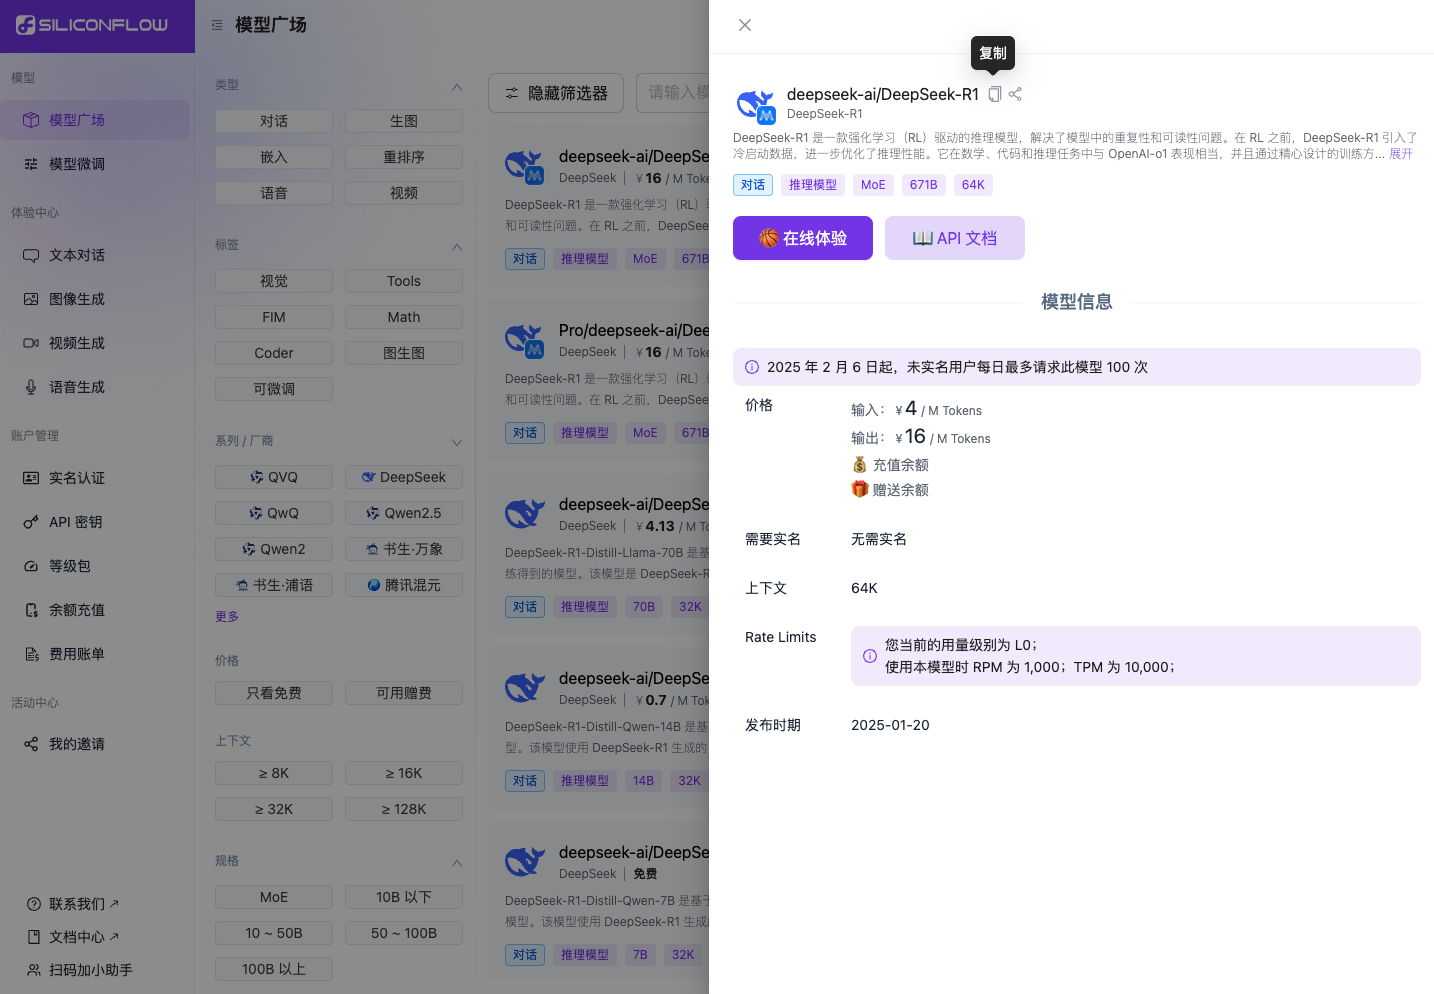 SILICONFLOW
模型
模型广场
模型微调
体验中心
文本对话
图像生成
视频生成
语音生成
账户管理
实名认证
API 密钥
等级包
余额充值
费用账单
活动中心
我的邀请
联系我们
文档中心
扫码加小助手
模型广场
类型
对话
生图
嵌入
重排序
语音
视频
标签
视觉
Tools
FIM
Math
Coder
图生图
可微调
系列 / 厂商
QVQ
DeepSeek
QwQ
Qwen2.5
Qwen2
书生·万象
书生·浦语
腾讯混元
更多
价格
只看免费
可用赠费
上下文
≥ 8K
≥ 16K
≥ 32K
≥ 128K
规格
MoE
10B 以下
10 ~ 50B
50 ~ 100B
100B 以上
隐藏筛选器
请输入模
deepseek-ai/DeepSe
DeepSeek | ¥ 16 / M Toke
DeepSeek-R1 是一款强化学习（RL）
和可读性问题。在 RL 之前，DeepSee
对话 推理模型 MoE 671B
Pro/deepseek-ai/Dee
DeepSeek | ¥ 16 / M Toke
DeepSeek-R1 是一款强化学习（RL）
和可读性问题。在 RL 之前，DeepSee
对话 推理模型 MoE 671B
deepseek-ai/DeepSe
DeepSeek | ¥ 4.13 / M To
DeepSeek-R1-Distill-Llama-70B 是基
练得到的模型。该模型是 DeepSeek-R
对话 推理模型 70B 32K
deepseek-ai/DeepSe
DeepSeek | ¥ 0.7 / M Tok
DeepSeek-R1-Distill-Qwen-14B 是基
型。该模型使用 DeepSeek-R1 生成的
对话 推理模型 14B 32K
deepseek-ai/DeepSe
DeepSeek | 免费
DeepSeek-R1-Distill-Qwen-7B 是基于
模型。该模型使用 DeepSeek-R1 生成
对话 推理模型 7B 32K
复制
deepseek-ai/DeepSeek-R1
DeepSeek-R1
DeepSeek-R1 是一款强化学习（RL）驱动的推理模型，解决了模型中的重复性和可读性问题。在 RL 之前，DeepSeek-R1 引入了
冷启动数据，进一步优化了推理性能。它在数学、代码和推理任务中与 OpenAI-o1 表现相当，并且通过精心设计的训练方... 展开
对话 推理模型 MoE 671B 64K
在线体验
API 文档
模型信息
2025 年 2 月 6 日起，未实名用户每日最多请求此模型 100 次
价格
输入： ¥ 4 / M Tokens
输出： ¥ 16 / M Tokens
充值余额
赠送余额
需要实名 无需实名
上下文 64K
Rate Limits
您当前的用量级别为 L0；
使用本模型时 RPM 为 1,000；TPM 为 10,000；
发布时期 2025-01-20